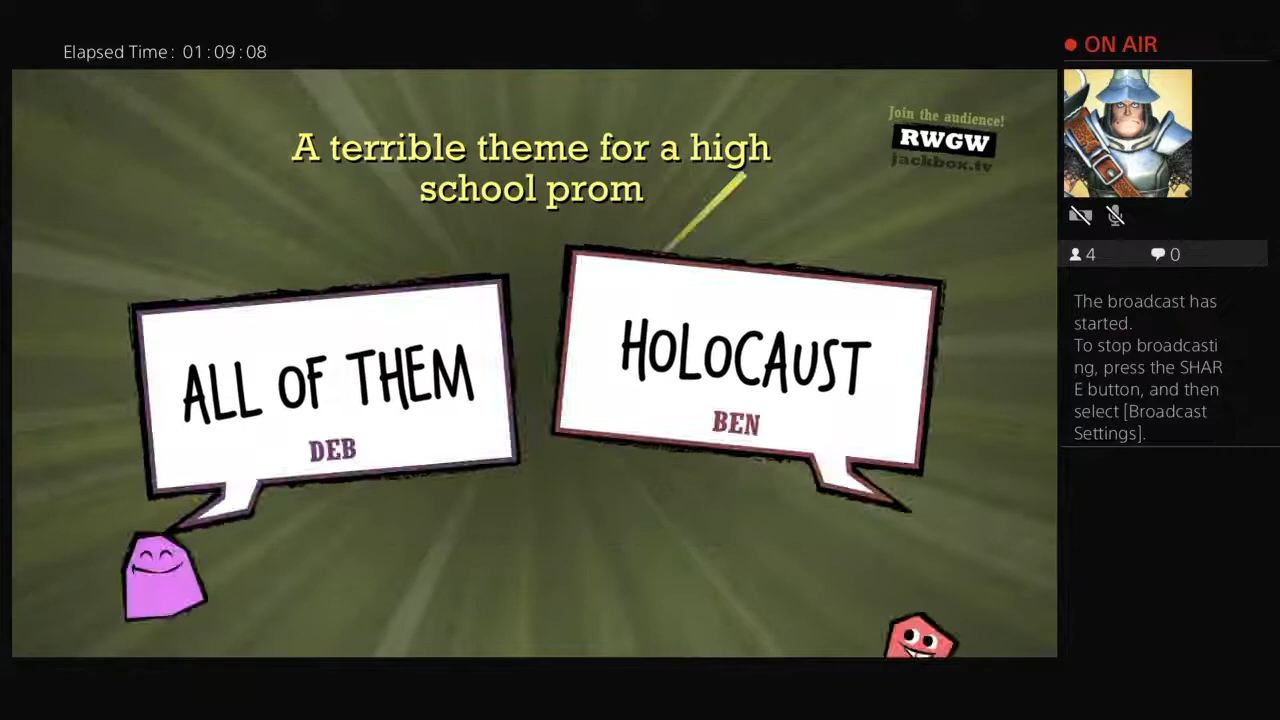 Elapsed Time: 01:09:08
ON AIR
A terrible theme for a high
school prom
Join the audience!
RWGW
jackbox.tv
ALL OF THEM
DEB
HOLOCAUST
BEN
4
0
The broadcast has
started.
To stop broadcasti
ng, press the SHAR
E button, and then
select [Broadcast
Settings].